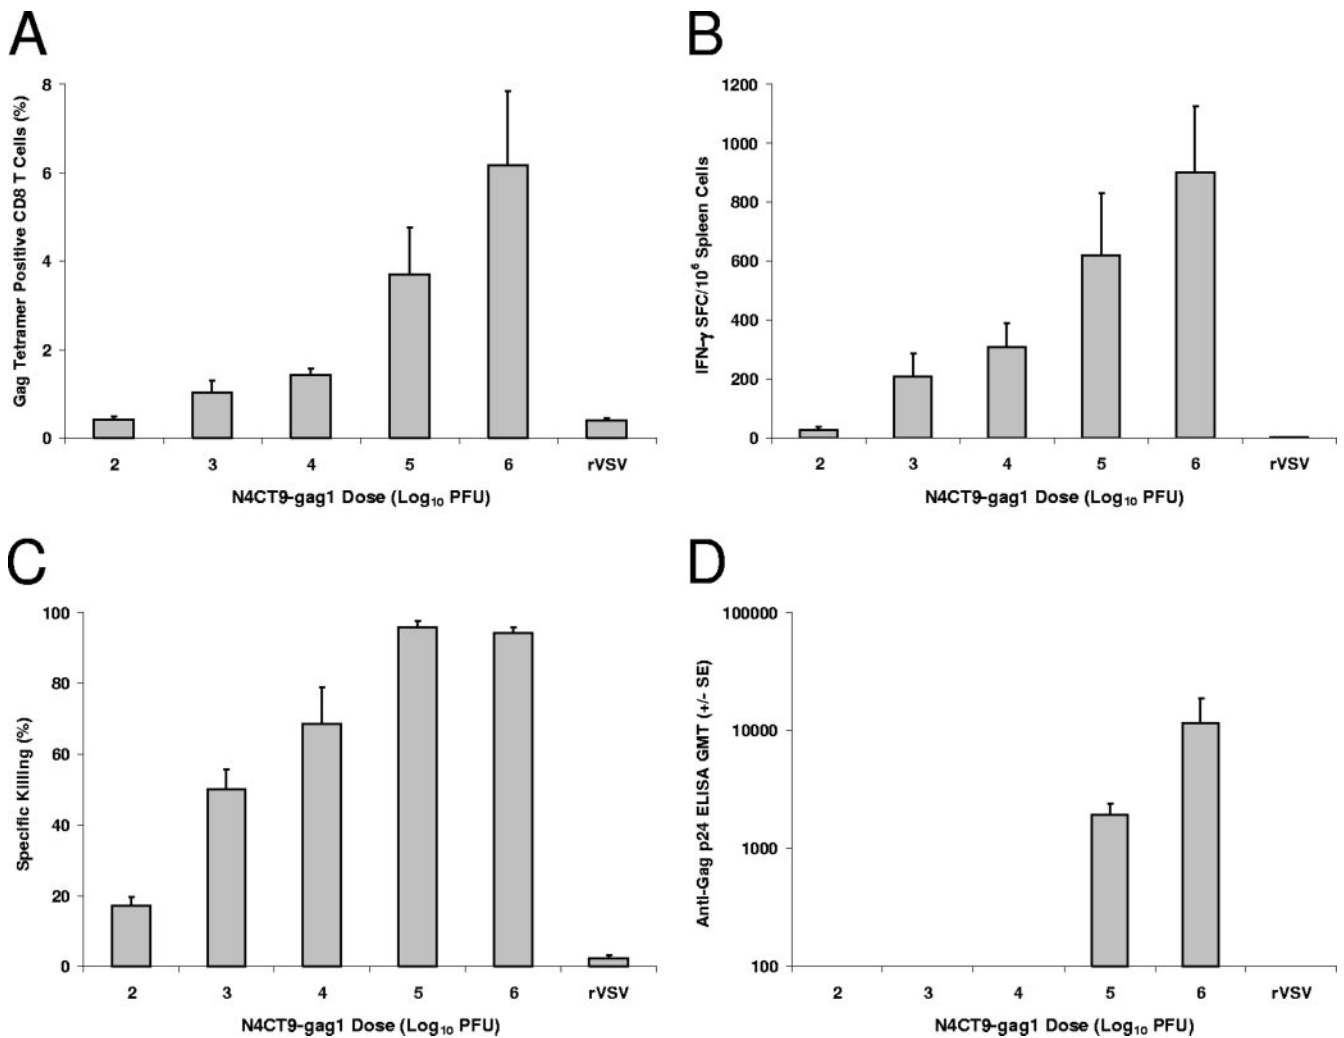 A
Gag Tetramer Positive CD8 T Cells (%)
8
6
4
2
0
2 3 4 5 6 rVSV
N4CT9-gag1 Dose (Log₁₀ PFU)
B
IFN-γ SFC/10⁶ Spleen Cells
1200
1000
800
600
400
200
0
2 3 4 5 6 rVSV
N4CT9-gag1 Dose (Log₁₀ PFU)
C
Specific Killing (%)
100
80
60
40
20
0
2 3 4 5 6 rVSV
N4CT9-gag1 Dose (Log₁₀ PFU)
D
Anti-Gag p24 ELISA GMT (+/- SE)
100000
10000
1000
100
2 3 4 5 6 rVSV
N4CT9-gag1 Dose (Log₁₀ PFU)